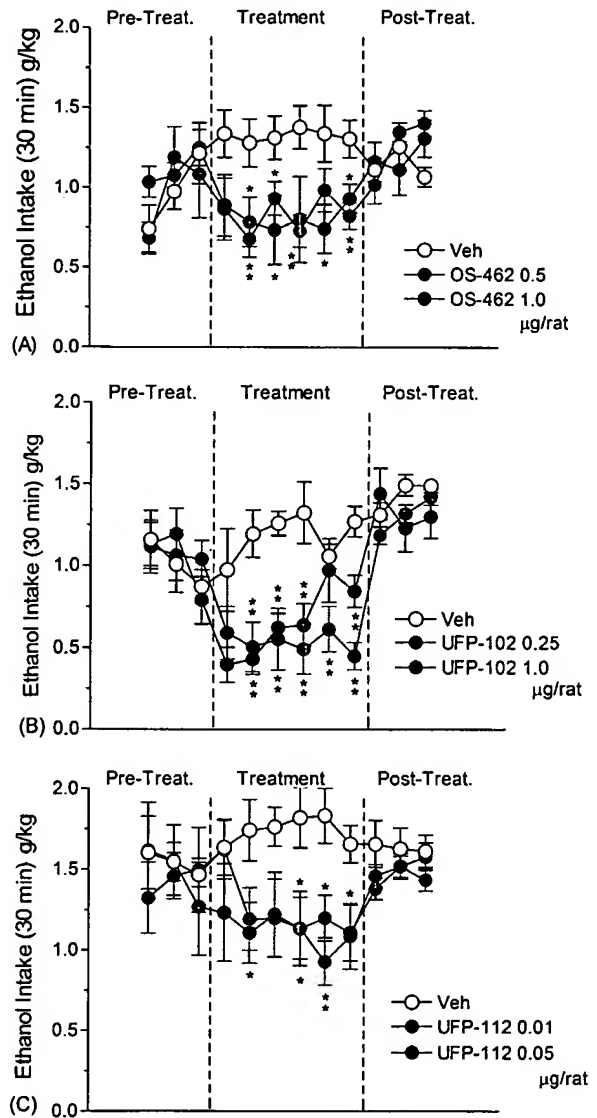 Pre-Treat. Treatment Post-Treat.
2.0
1.5
1.0
0.5
0.0
Ethanol Intake (30 min) g/kg
* * *
* * * * *
* * *
Veh
OS-462 0.5
OS-462 1.0
µg/rat
(A)
Pre-Treat. Treatment Post-Treat.
2.0
1.5
1.0
0.5
0.0
Ethanol Intake (30 min) g/kg
* * *
* * * *
* * * * *
* * * * *
Veh
UFP-102 0.25
UFP-102 1.0
µg/rat
(B)
Pre-Treat. Treatment Post-Treat.
2.0
1.5
1.0
0.5
0.0
Ethanol Intake (30 min) g/kg
* * *
* * *
*
Veh
UFP-112 0.01
UFP-112 0.05
µg/rat
(C)